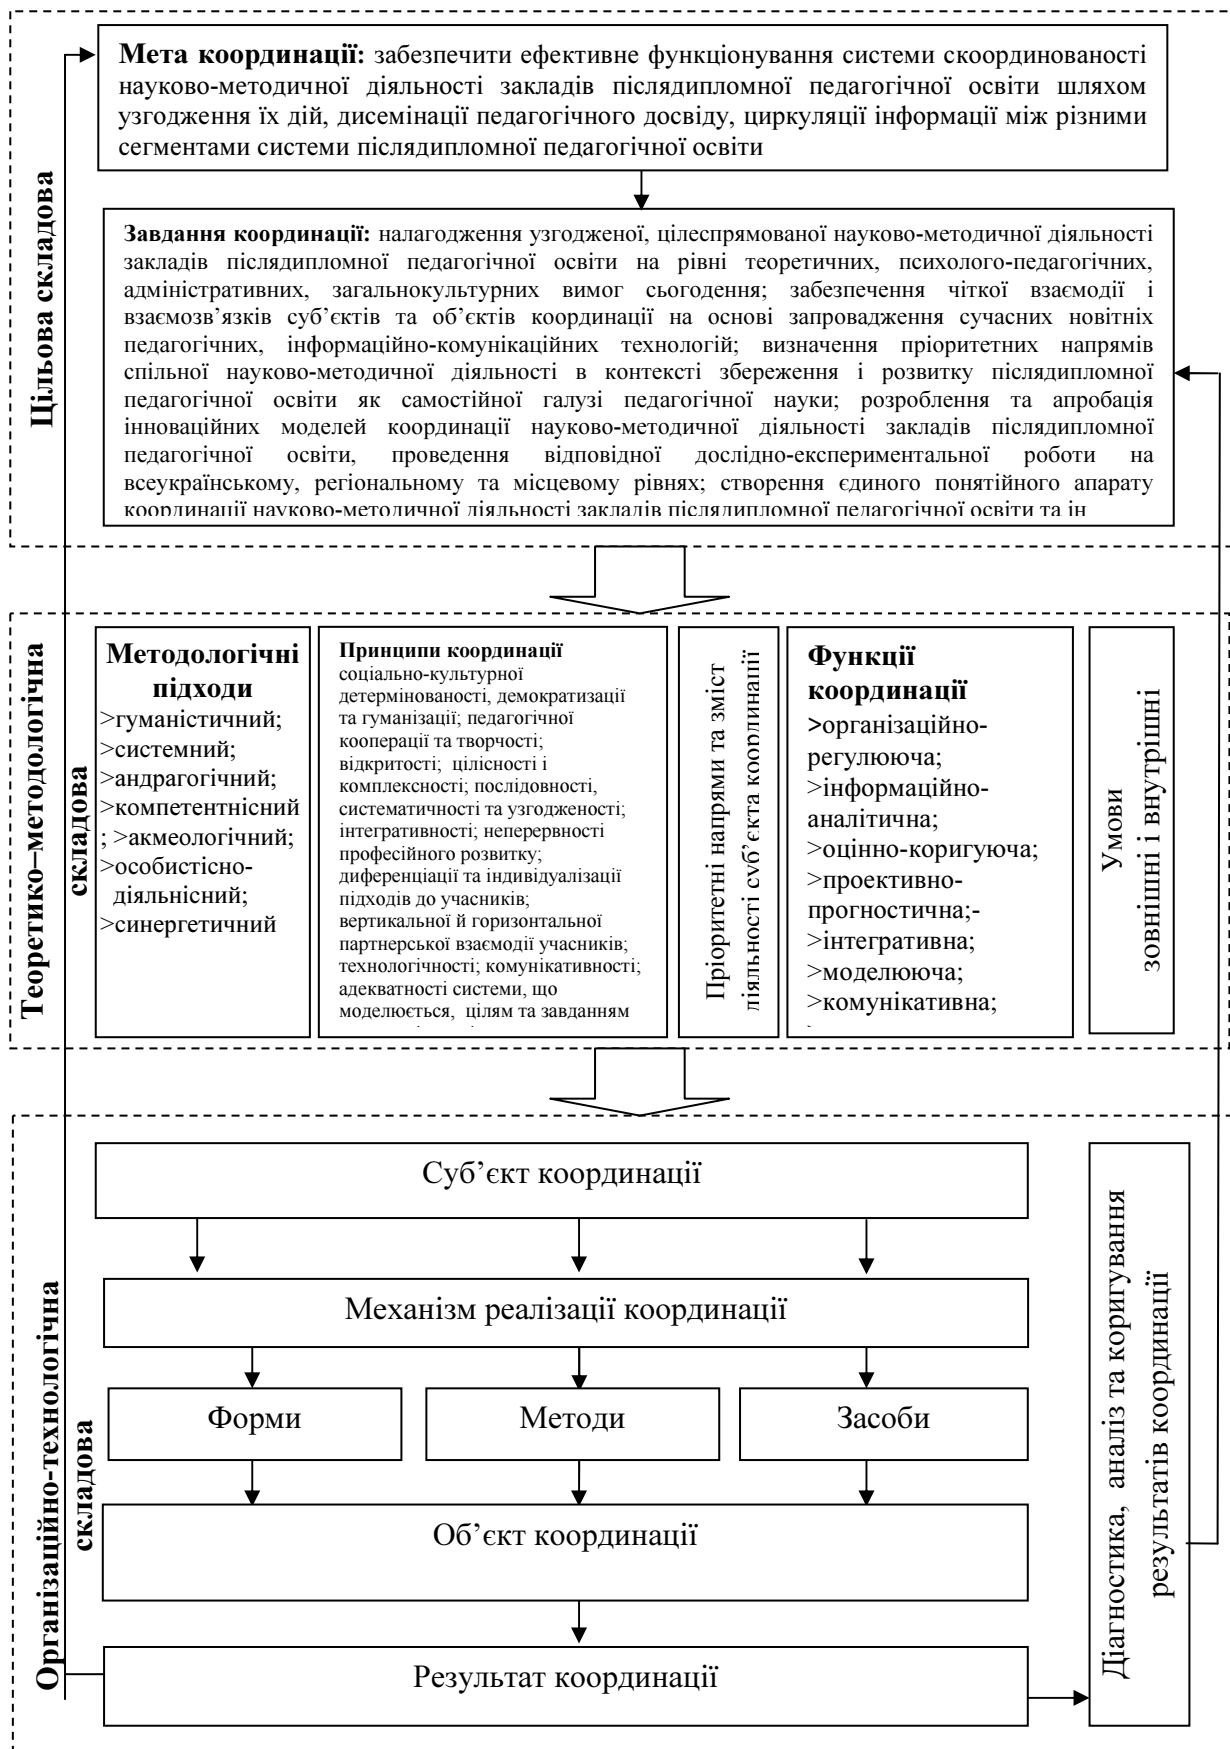 Цільова складова
Мета координації: забезпечити ефективне функціонування системи скоординованості
науково-методичної діяльності закладів післядипломної педагогічної освіти шляхом
узгодження їх дій, дисемінації педагогічного досвіду, циркуляції інформації між різними
сегментами системи післядипломної педагогічної освіти
Завдання координації: налагодження узгодженої, цілеспрямованої науково-методичної діяльності
закладів післядипломної педагогічної освіти на рівні теоретичних, психолого-педагогічних,
адміністративних, загальнокультурних вимог сьогодення; забезпечення чіткої взаємодії і
взаємозв’язків суб’єктів та об’єктів координації на основі запровадження сучасних новітніх
педагогічних, інформаційно-комунікаційних технологій; визначення пріоритетних напрямів
спільної науково-методичної діяльності в контексті збереження і розвитку післядипломної
педагогічної освіти як самостійної галузі педагогічної науки; розроблення та апробація
інноваційних моделей координації науково-методичної діяльності закладів післядипломної
педагогічної освіти, проведення відповідної дослідно-експериментальної роботи на
всеукраїнському, регіональному та місцевому рівнях; створення єдиного понятійного апарату
координації науково-методичної діяльності закладів післядипломної педагогічної освіти та ін
Теоретико–методологічна
складова
Методологічні
підходи
>гуманістичний;
>системний;
>андрагогічний;
>компетентнісний
; >акмеологічний;
>особистісно-
діяльнісний;
>синергетичний
Принципи координації
соціально-культурної
детермінованості, демократизації
та гуманізації; педагогічної
кооперації та творчості;
відкритості; цілісності і
комплексності; послідовності,
систематичності та узгодженості;
інтегративності; неперервності
професійного розвитку;
диференціації та індивідуалізації
підходів до учасників;
вертикальної й горизонтальної
партнерської взаємодії учасників;
технологічності; комунікативності;
адекватності системи, що
моделюється, цілям та завданням
Пріоритетні напрями та зміст
діяльності суб’єкта координації
Функції
координації
>організаційно-
регулююча;
>інформаційно-
аналітична;
>оцінно-коригуюча;
>проективно-
прогностична;-
>інтегративна;
>моделююча;
>комунікативна;
Умови
зовнішні і внутрішні
Організаційно-технологічна
складова
Суб’єкт координації
Механізм реалізації координації
Форми
Методи
Засоби
Об’єкт координації
Результат координації
Діагностика, аналіз та коригування
результатів координації